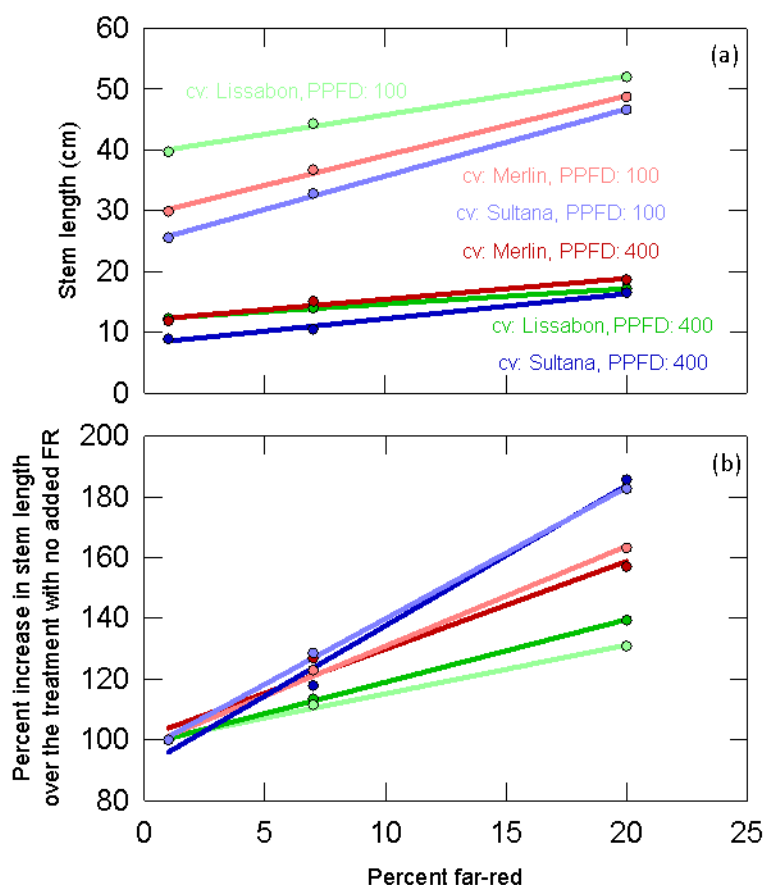 60
(a)
50
cv: Lissabon, PPFD: 100
40
cv: Merlin, PPFD: 100
30
cv: Sultana, PPFD: 100
20
cv: Merlin, PPFD: 400
10
cv: Lissabon, PPFD: 400
cv: Sultana, PPFD: 400
0
Stem length (cm)
200
(b)
180
160
140
120
100
80
Percent increase in stem length
over the treatment with no added FR
0 5 10 15 20 25
Percent far-red